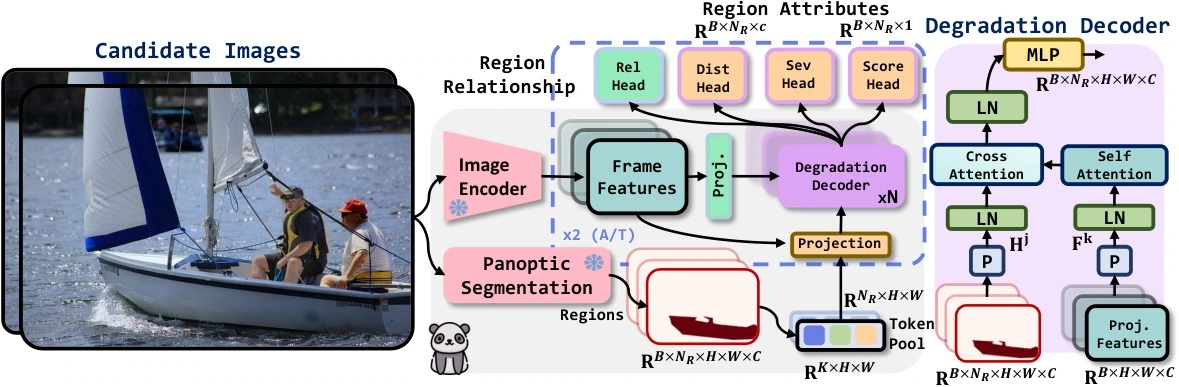 Candidate Images
Region Attributes
R^{B×N_R×c}
R^{B×N_R×1}
Region
Relationship
Rel
Head
Dist
Head
Sev
Head
Score
Head
Image
Encoder
Frame
Features
Proj.
Degradation
Decoder
xN
x2 (A/T)
Projection
Panoptic
Segmentation
Regions
R^{B×N_R×H×W×C}
R^{N_R×H×W}
Token
Pool
R^{K×H×W}
Degradation Decoder
MLP
R^{B×N_R×H×W×C}
LN
Cross
Attention
Self
Attention
LN
H^j
LN
F^k
P
P
Proj.
Features
R^{B×N_R×H×W×C}
R^{B×H×W×C}